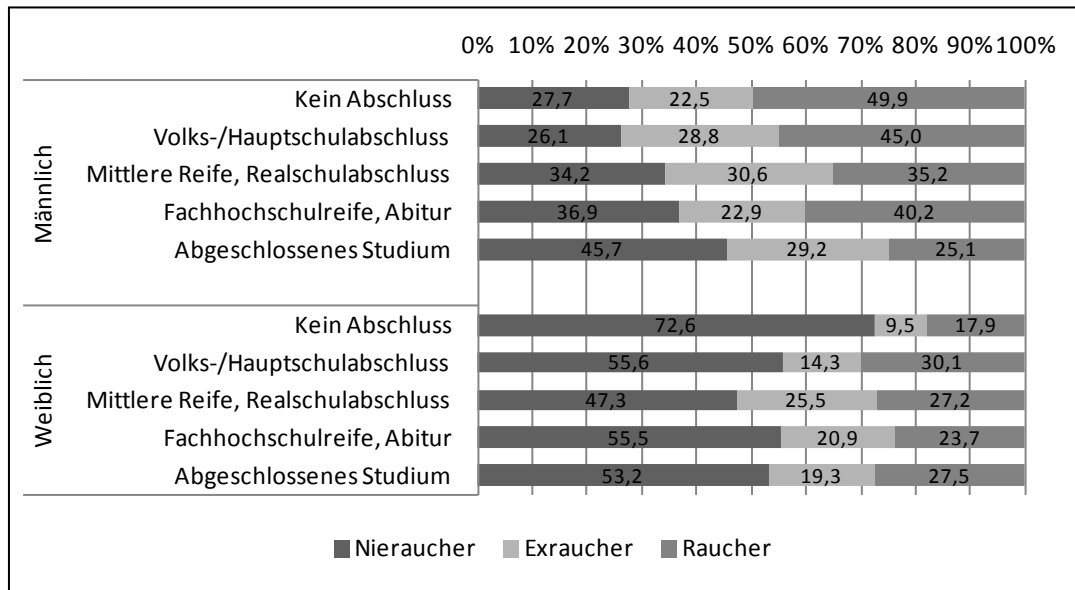 0% 10% 20% 30% 40% 50% 60% 70% 80% 90% 100%
Männlich
Kein Abschluss 27,7 22,5 49,9
Volks-/Hauptschulabschluss 26,1 28,8 45,0
Mittlere Reife, Realschulabschluss 34,2 30,6 35,2
Fachhochschulreife, Abitur 36,9 22,9 40,2
Abgeschlossenes Studium 45,7 29,2 25,1
Weiblich
Kein Abschluss 72,6 9,5 17,9
Volks-/Hauptschulabschluss 55,6 14,3 30,1
Mittlere Reife, Realschulabschluss 47,3 25,5 27,2
Fachhochschulreife, Abitur 55,5 20,9 23,7
Abgeschlossenes Studium 53,2 19,3 27,5
Nieraucher Exraucher Raucher